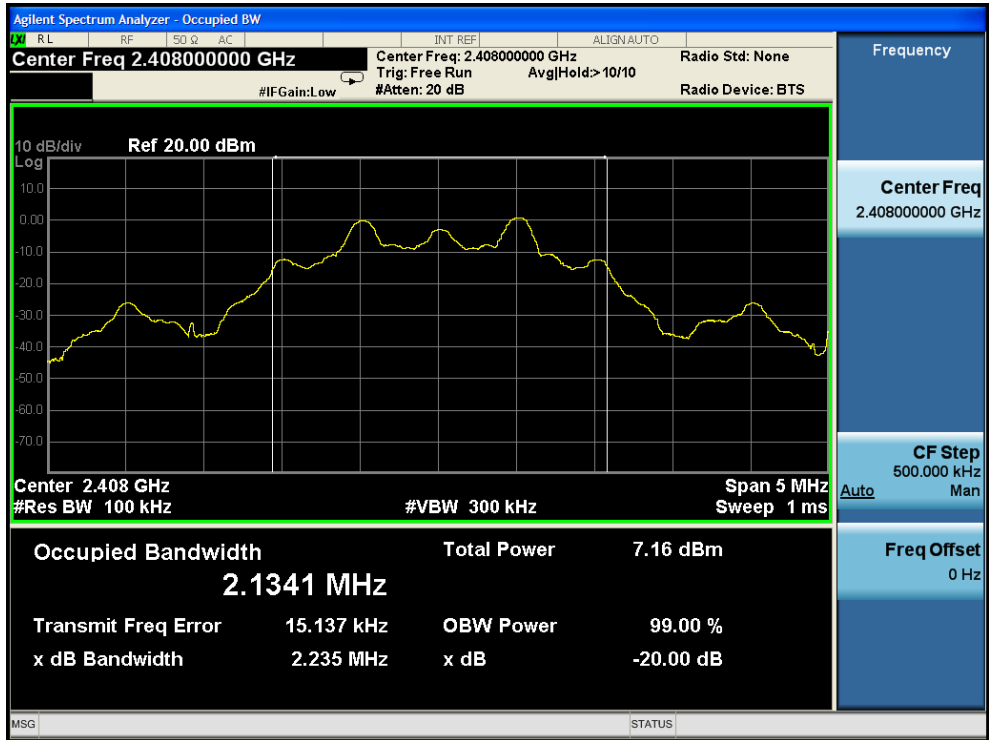 Agilent Spectrum Analyzer - Occupied BW
LXI RL RF 50 Ω AC INT REF ALIGNAUTO
Center Freq 2.408000000 GHz
Center Freq: 2.408000000 GHz Radio Std: None
Trig: Free Run Avg|Hold:>10/10
#IFGain:Low #Atten: 20 dB Radio Device: BTS
10 dB/div Ref 20.00 dBm
Log
10.0
0.00
-10.0
-20.0
-30.0
-40.0
-50.0
-60.0
-70.0
Center 2.408 GHz Span 5 MHz
#Res BW 100 kHz #VBW 300 kHz Sweep 1 ms
Occupied Bandwidth Total Power 7.16 dBm
2.1341 MHz
Transmit Freq Error 15.137 kHz OBW Power 99.00 %
x dB Bandwidth 2.235 MHz x dB -20.00 dB
MSG STATUS
Frequency
Center Freq
2.408000000 GHz
CF Step
500.000 kHz
Auto Man
Freq Offset
0 Hz